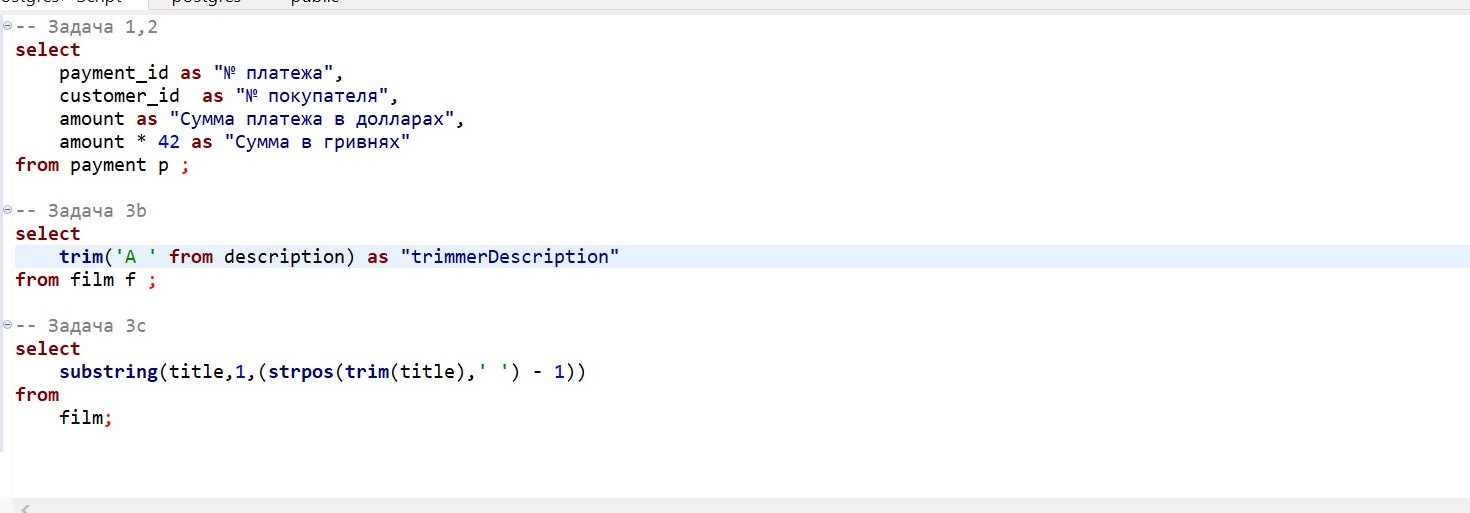 -- Задача 1,2
select
payment_id as "№ платежа",
customer_id  as "№ покупателя",
amount as "Сумма платежа в долларах",
amount * 42 as "Сумма в гривнях"
from payment p ;
-- Задача 3b
select
trim('A ' from description) as "trimmerDescription"
from film f ;
-- Задача 3c
select
substring(title,1,(strpos(trim(title),' ') - 1))
from
film;